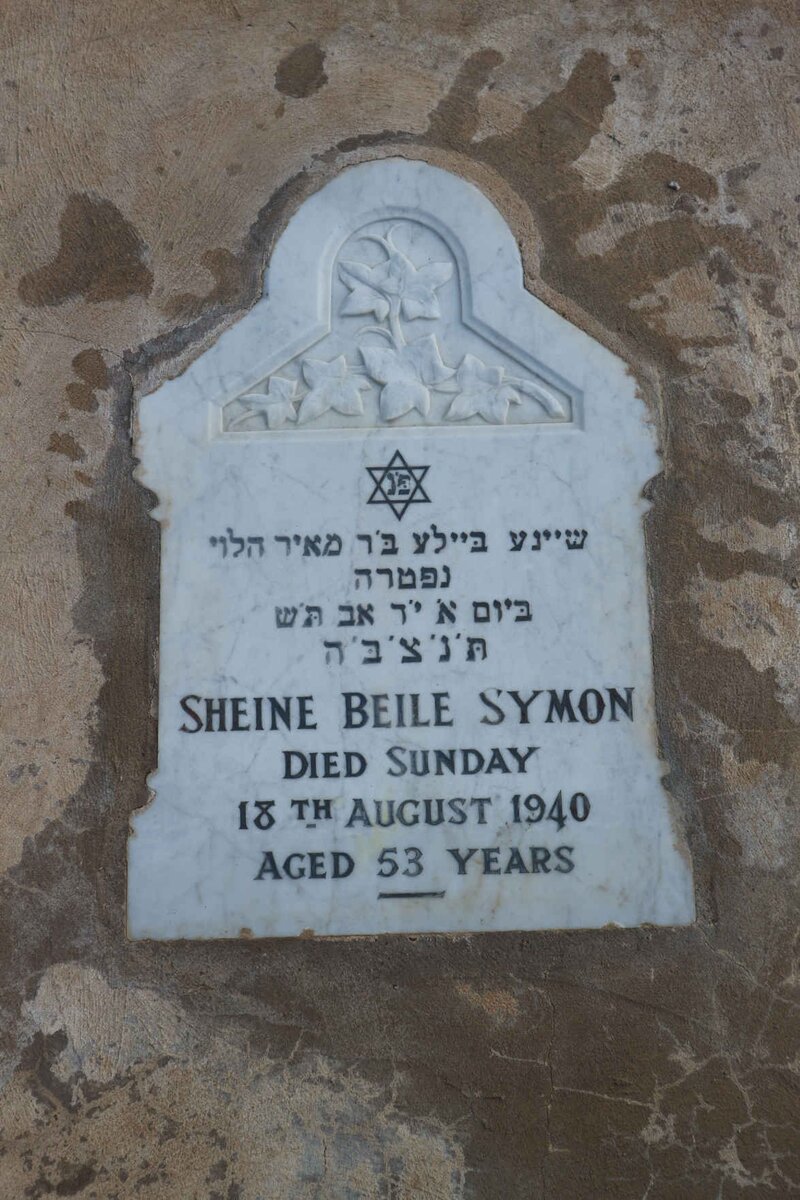 פ״נ
שיינע ביילע ב׳ר מאיר הלוי
נפטרה
ביום א׳ י׳ד אב ת׳ש
ת׳נ׳צ׳ב׳ה
SHEINE BEILE SYMON
DIED SUNDAY
18TH AUGUST 1940
AGED 53 YEARS